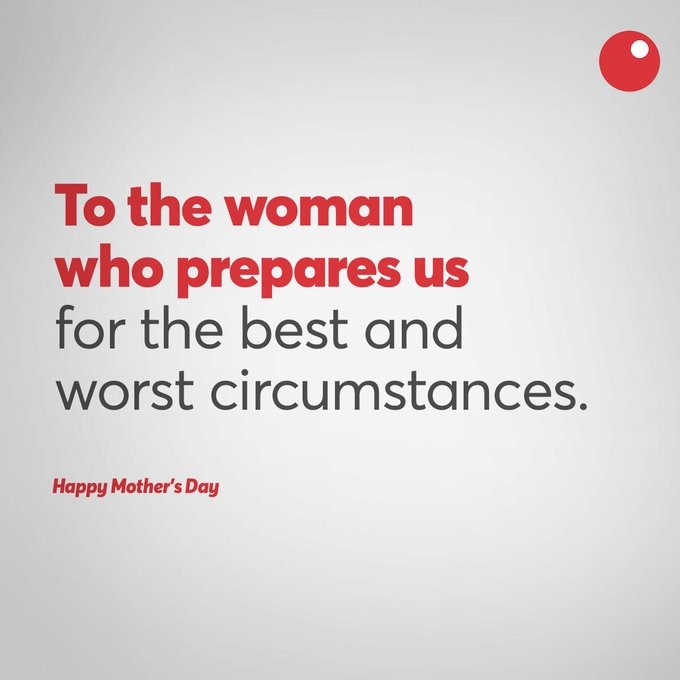 To the woman
who prepares us
for the best and
worst circumstances.
Happy Mother's Day